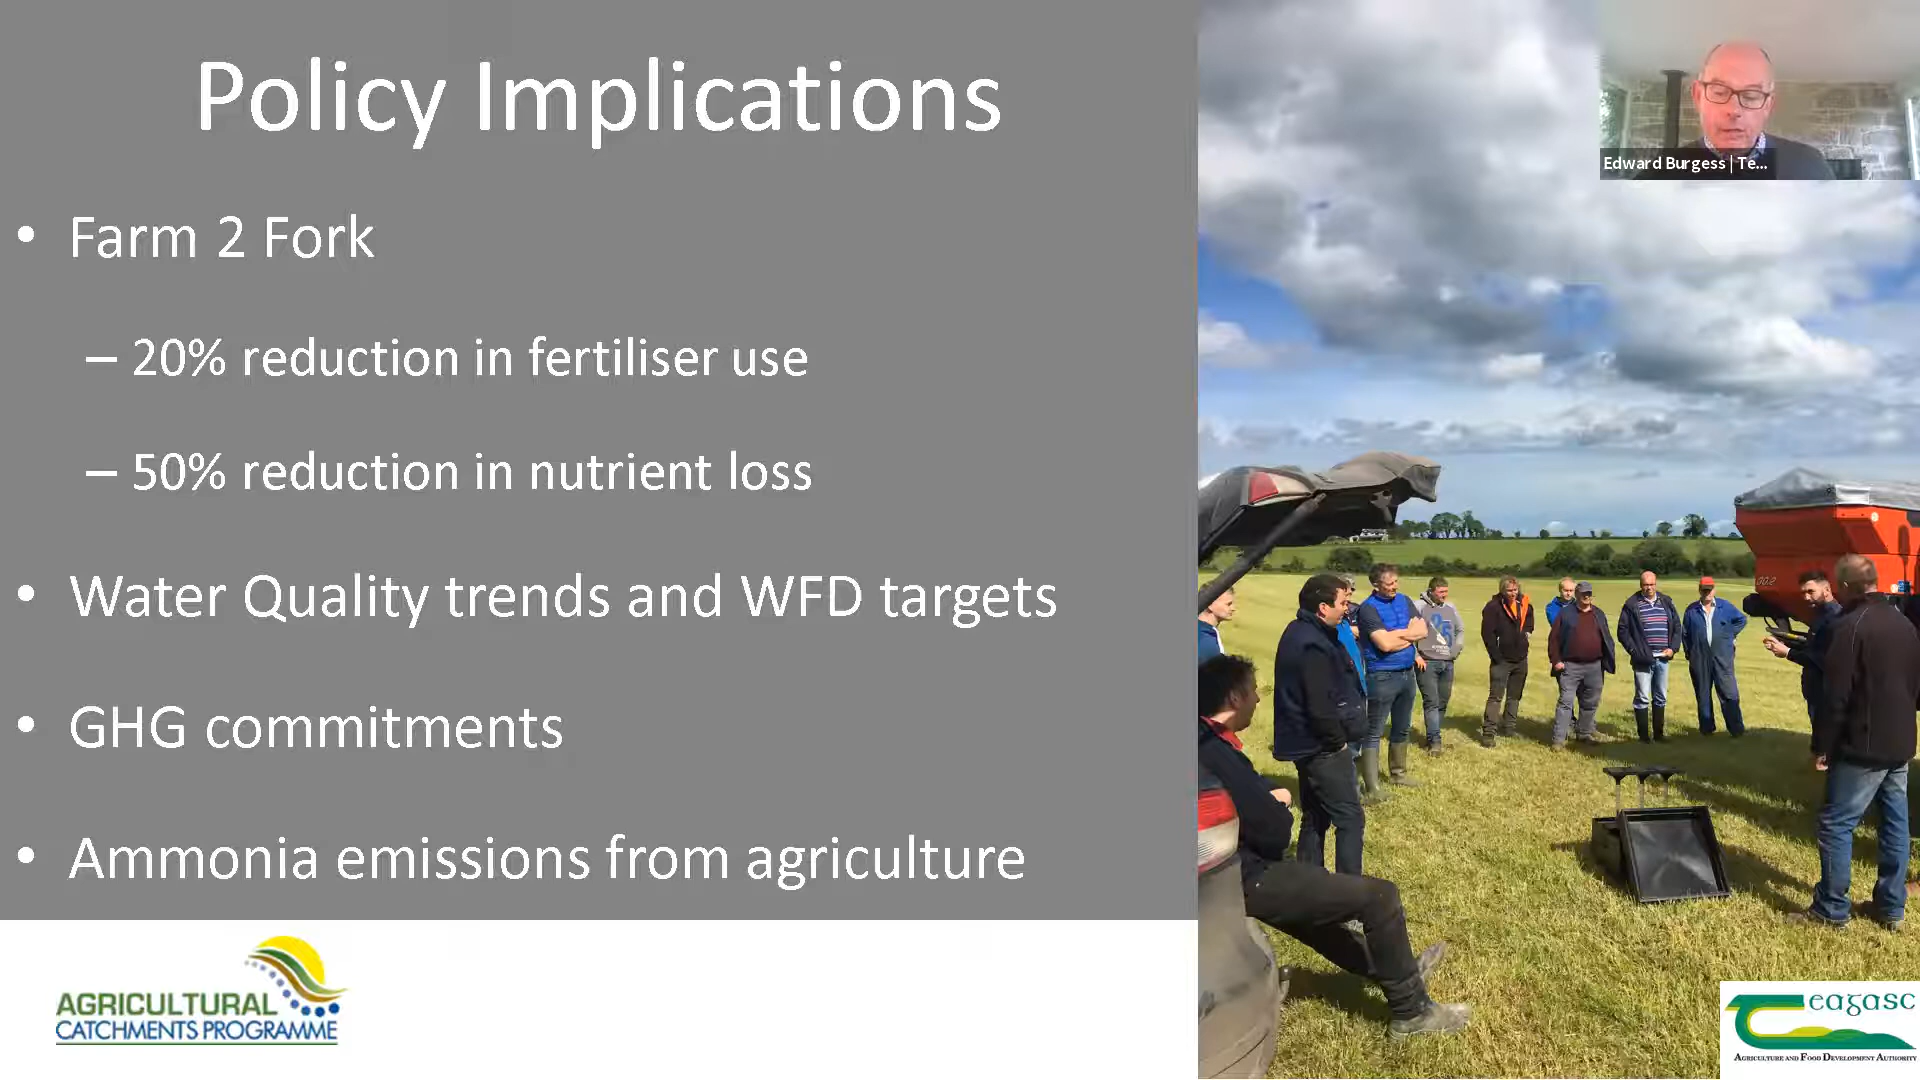 Policy Implications
• Farm 2 Fork
– 20% reduction in fertiliser use
– 50% reduction in nutrient loss
• Water Quality trends and WFD targets
• GHG commitments
• Ammonia emissions from agriculture
Edward Burgess | Te...
AGRICULTURAL
CATCHMENTS PROGRAMME
eagasc
AGRICULTURE AND FOOD DEVELOPMENT AUTHORITY